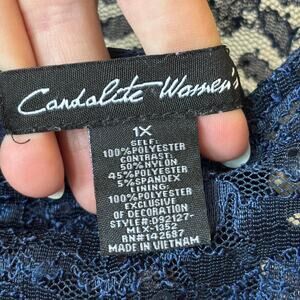 Candalite Women's
1X
SELF:
100%POLYESTER
CONTRAST:
50%NYLON
45%POLYESTER
5%SPANDEX
LINING:
100%POLYESTER
EXCLUSIVE
OF DECORATION
STYLE#:092127-
MLX-1352
RN#142687
MADE IN VIETNAM